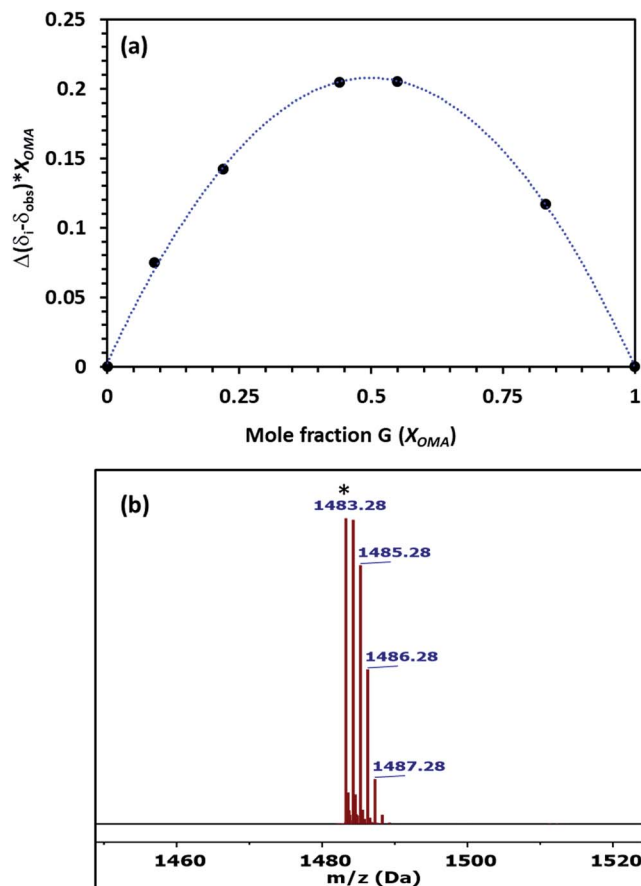 (a)
0.25
0.2
0.15
0.1
0.05
0
Δ(δi-δobs)*XOMA
0 0.25 0.5 0.75 1
Mole fraction G (XOMA)
(b)
*
1483.28
1485.28
1486.28
1487.28
1460 1480 1500 1520
m/z (Da)